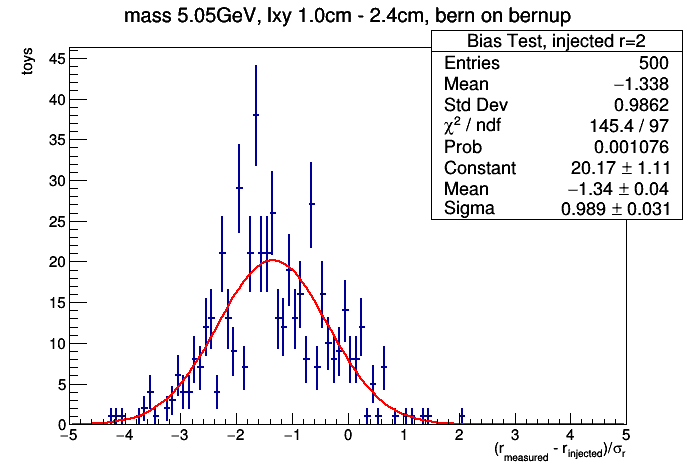 mass 5.05GeV, lxy 1.0cm - 2.4cm, bern on bernup
Bias Test, injected r=2
Entries 500
Mean −1.338
Std Dev 0.9862
χ² / ndf 145.4 / 97
Prob 0.001076
Constant 20.17 ± 1.11
Mean −1.34 ± 0.04
Sigma 0.989 ± 0.031
toys
45
40
35
30
25
20
15
10
5
0
−5 −4 −3 −2 −1 0 1 2 3 4 5
(r_measured - r_injected)/σ_r